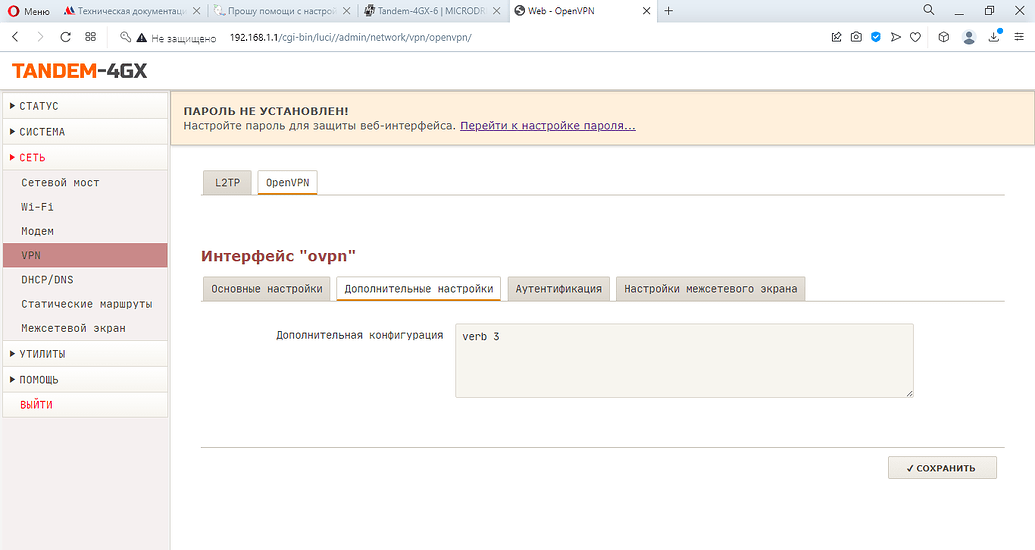 Меню
Техническая документаци
Прошу помощи с настрой
Tandem-4GX-6 | MICRODR
Web - OpenVPN
Не защищено
192.168.1.1/cgi-bin/luci//admin/network/vpn/openvpn/
TANDEM-4GX
СТАТУС
СИСТЕМА
СЕТЬ
Сетевой мост
Wi-Fi
Модем
VPN
DHCP/DNS
Статические маршруты
Межсетевой экран
УТИЛИТЫ
ПОМОЩЬ
ВЫЙТИ
ПАРОЛЬ НЕ УСТАНОВЛЕН!
Настройте пароль для защиты веб-интерфейса. Перейти к настройке пароля...
L2TP
OpenVPN
Интерфейс "ovpn"
Основные настройки
Дополнительные настройки
Аутентификация
Настройки межсетевого экрана
Дополнительная конфигурация
verb 3
СОХРАНИТЬ